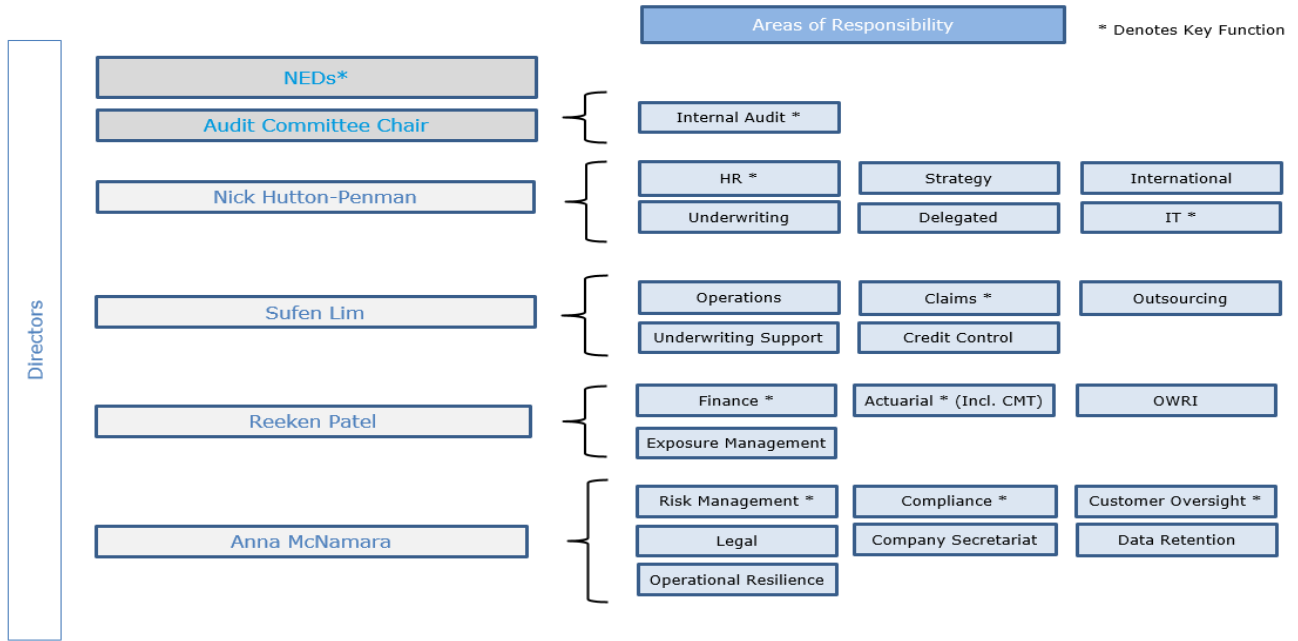 Areas of Responsibility
* Denotes Key Function
Directors
NEDs*
Audit Committee Chair
Internal Audit *
Nick Hutton-Penman
HR *
Strategy
International
Underwriting
Delegated
IT *
Sufen Lim
Operations
Claims *
Outsourcing
Underwriting Support
Credit Control
Reeken Patel
Finance *
Actuarial * (Incl. CMT)
OWRI
Exposure Management
Anna McNamara
Risk Management *
Compliance *
Customer Oversight *
Legal
Company Secretariat
Data Retention
Operational Resilience